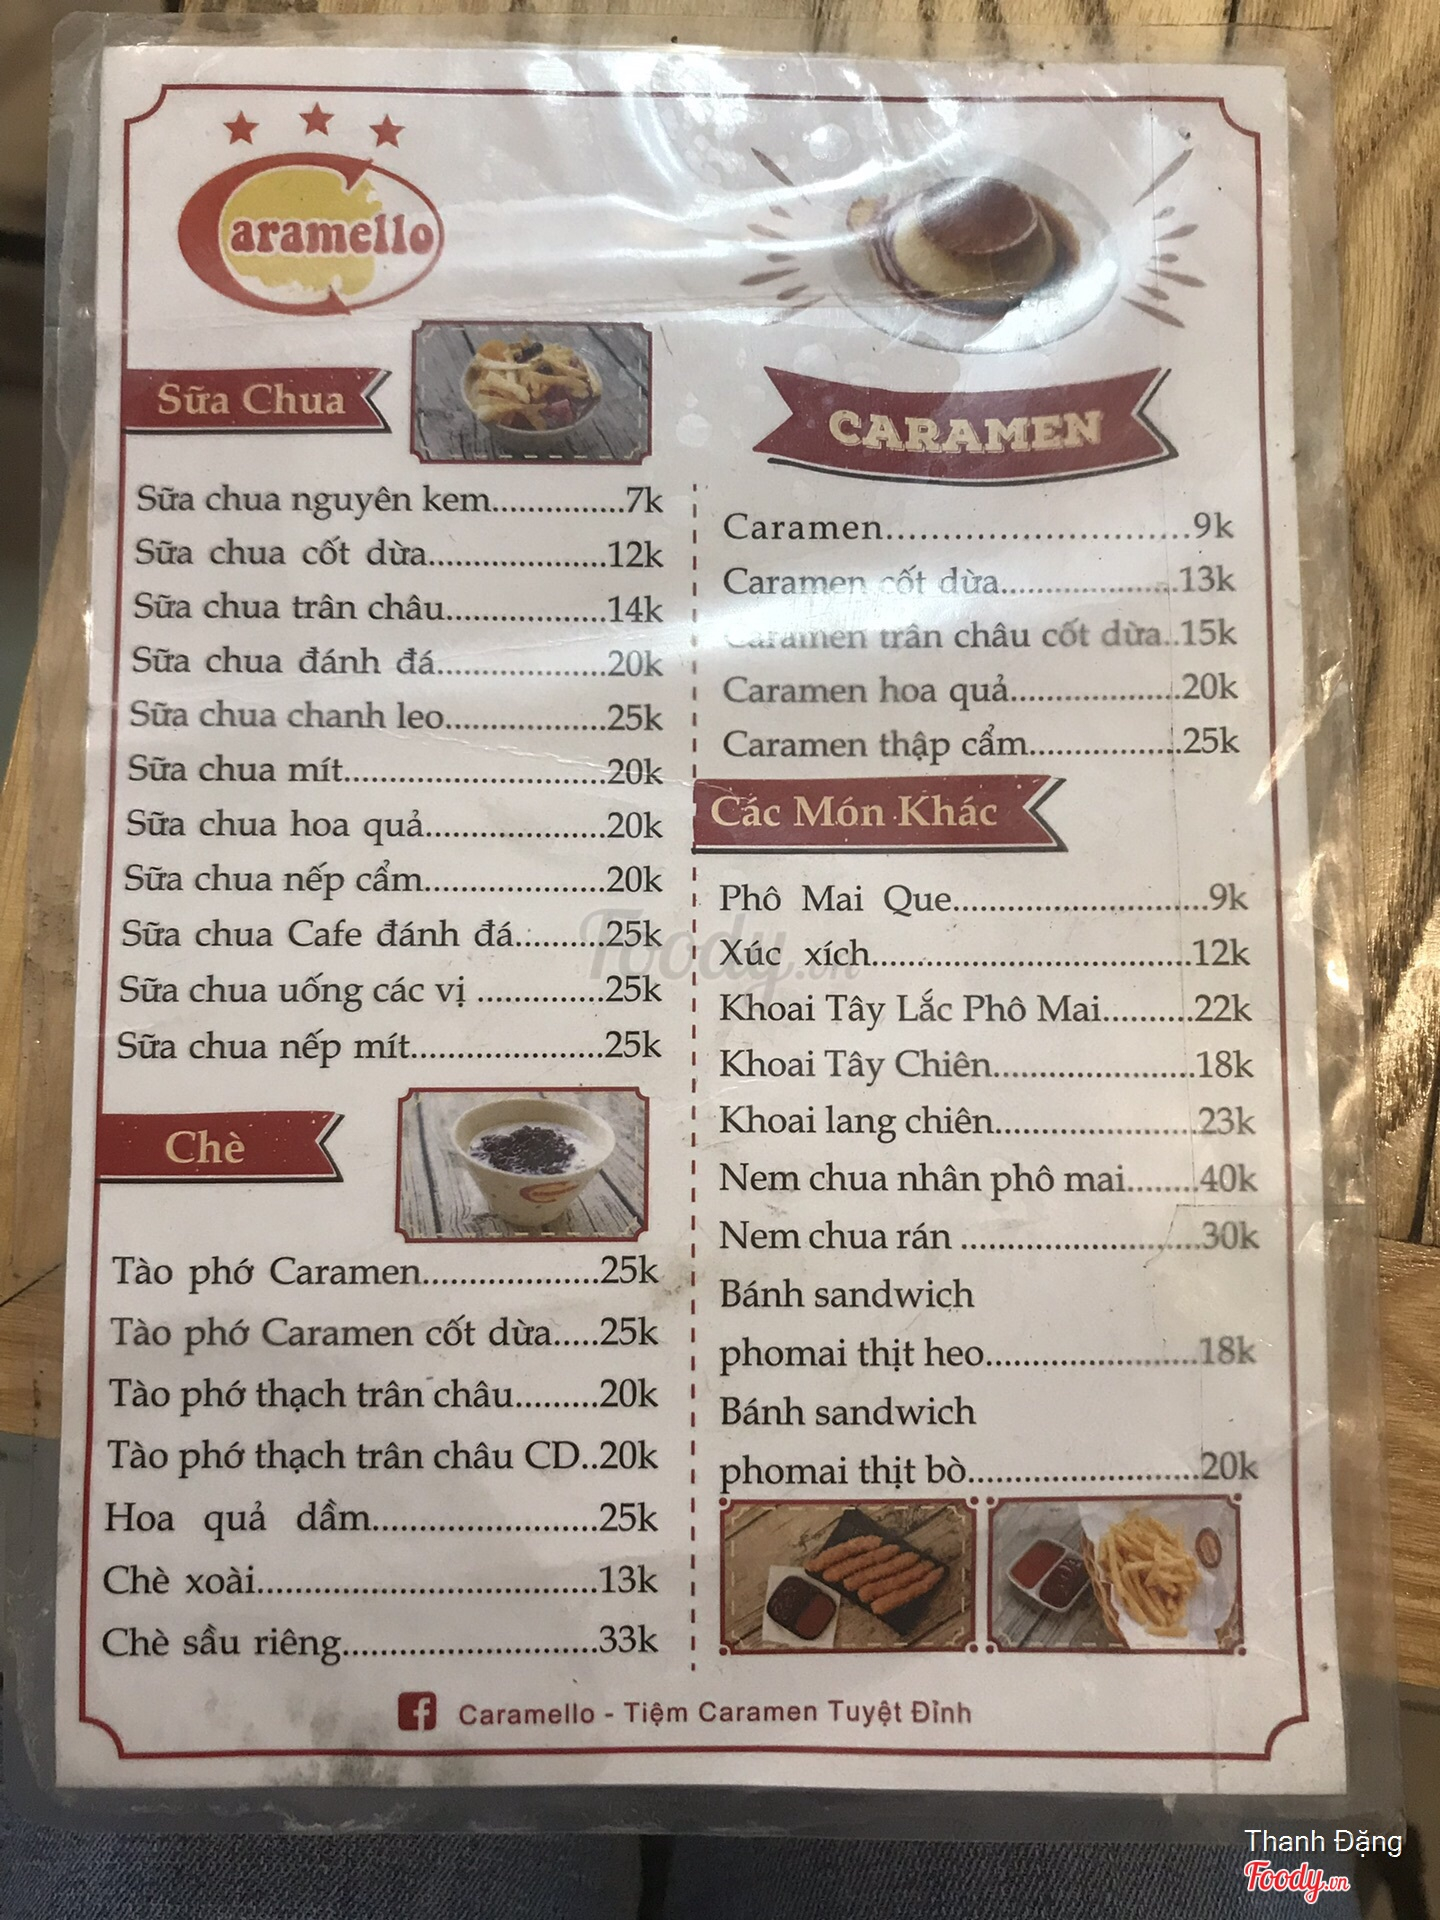 Caramello
Sữa Chua
Sữa chua nguyên kem...............7k
Sữa chua cốt dừa....................12k
Sữa chua trân châu..................14k
Sữa chua đánh đá...................20k
Sữa chua chanh leo..................25k
Sữa chua mít.............................20k
Sữa chua hoa quả....................20k
Sữa chua nếp cẩm....................20k
Sữa chua Cafe đánh đá..........25k
Sữa chua uống các vị ..............25k
Sữa chua nếp mít.....................25k
Chè
Tào phớ Caramen....................25k
Tào phớ Caramen cốt dừa.....25k
Tào phớ thạch trân châu.........20k
Tào phớ thạch trân châu CD..20k
Hoa quả dầm.........................25k
Chè xoài.....................................13k
Chè sầu riêng............................33k
CARAMEN
Caramen............................9k
Caramen cốt dừa....................13k
Caramen trân châu cốt dừa..15k
Caramen hoa quả...................20k
Caramen thập cẩm.................25k
Các Món Khác
Phô Mai Que............................9k
Xúc xích...................................12k
Khoai Tây Lắc Phô Mai..........22k
Khoai Tây Chiên......................18k
Khoai lang chiên......................23k
Nem chua nhân phô mai........40k
Nem chua rán ..........................30k
Bánh sandwich
phomai thịt heo.......................18k
Bánh sandwich
phomai thịt bò.........................20k
Caramello - Tiệm Caramen Tuyệt Đỉnh
Foody.vn
Thanh Đặng
Foody.vn